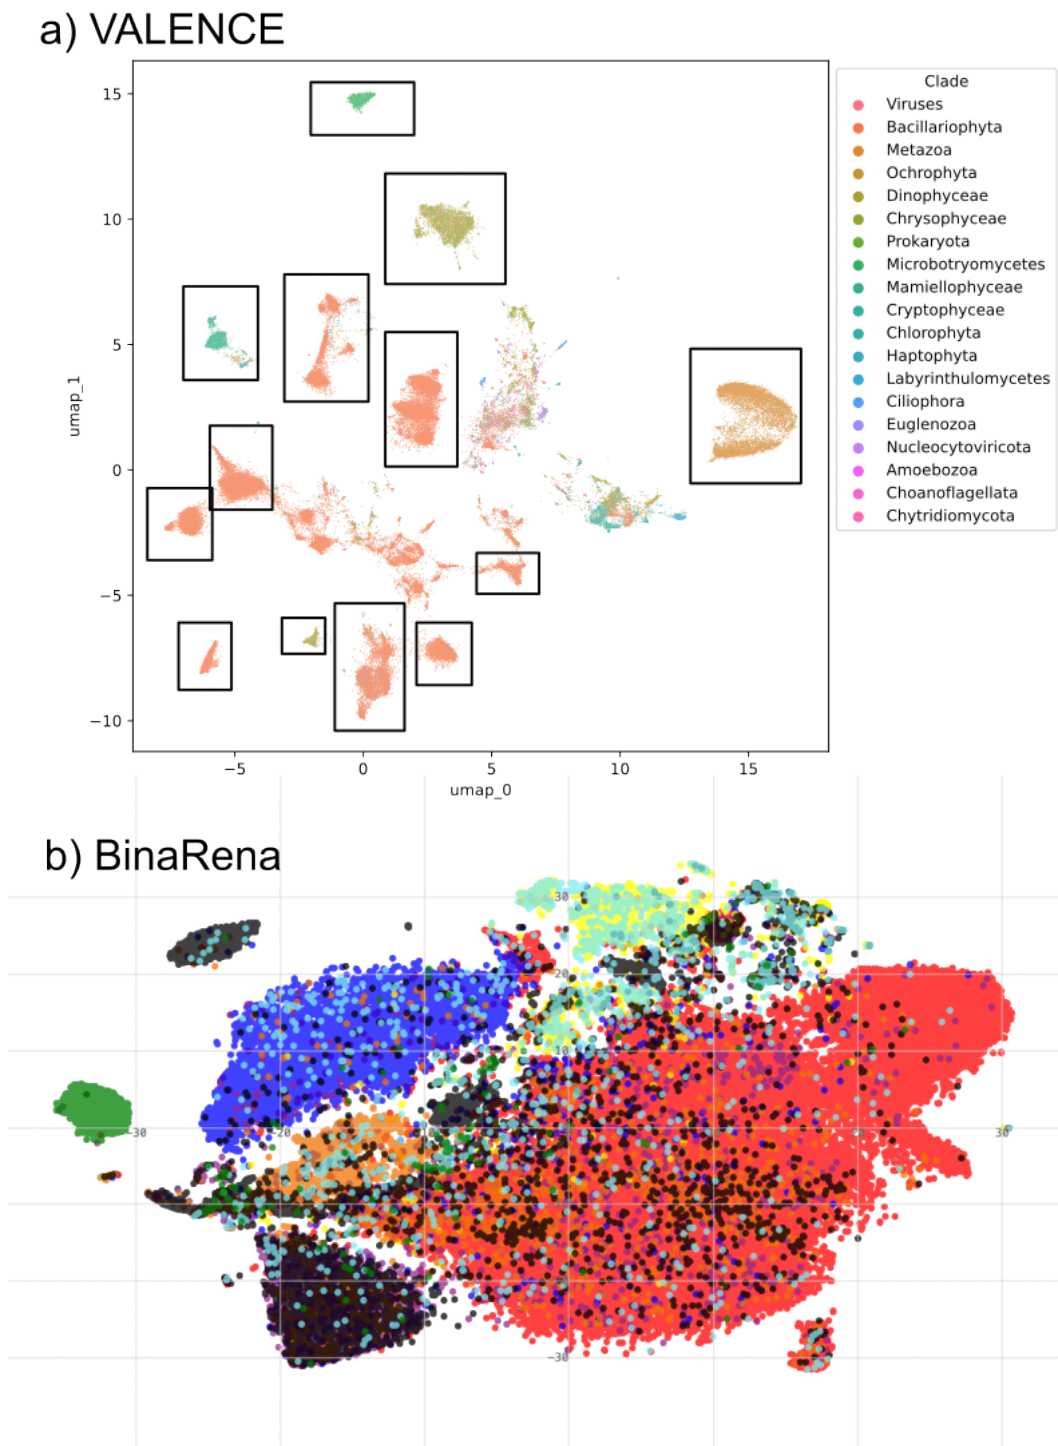 a) VALENCE
15
10
5
0
−5
−10
umap_1
−5
0
5
10
15
umap_0
Clade
Viruses
Bacillariophyta
Metazoa
Ochrophyta
Dinophyceae
Chrysophyceae
Prokaryota
Microbotryomycetes
Mamiellophyceae
Cryptophyceae
Chlorophyta
Haptophyta
Labyrinthulomycetes
Ciliophora
Euglenozoa
Nucleocytoviricota
Amoebozoa
Choanoflagellata
Chytridiomycota
b) BinaRena
30
20
10
-30
-20
30
-30